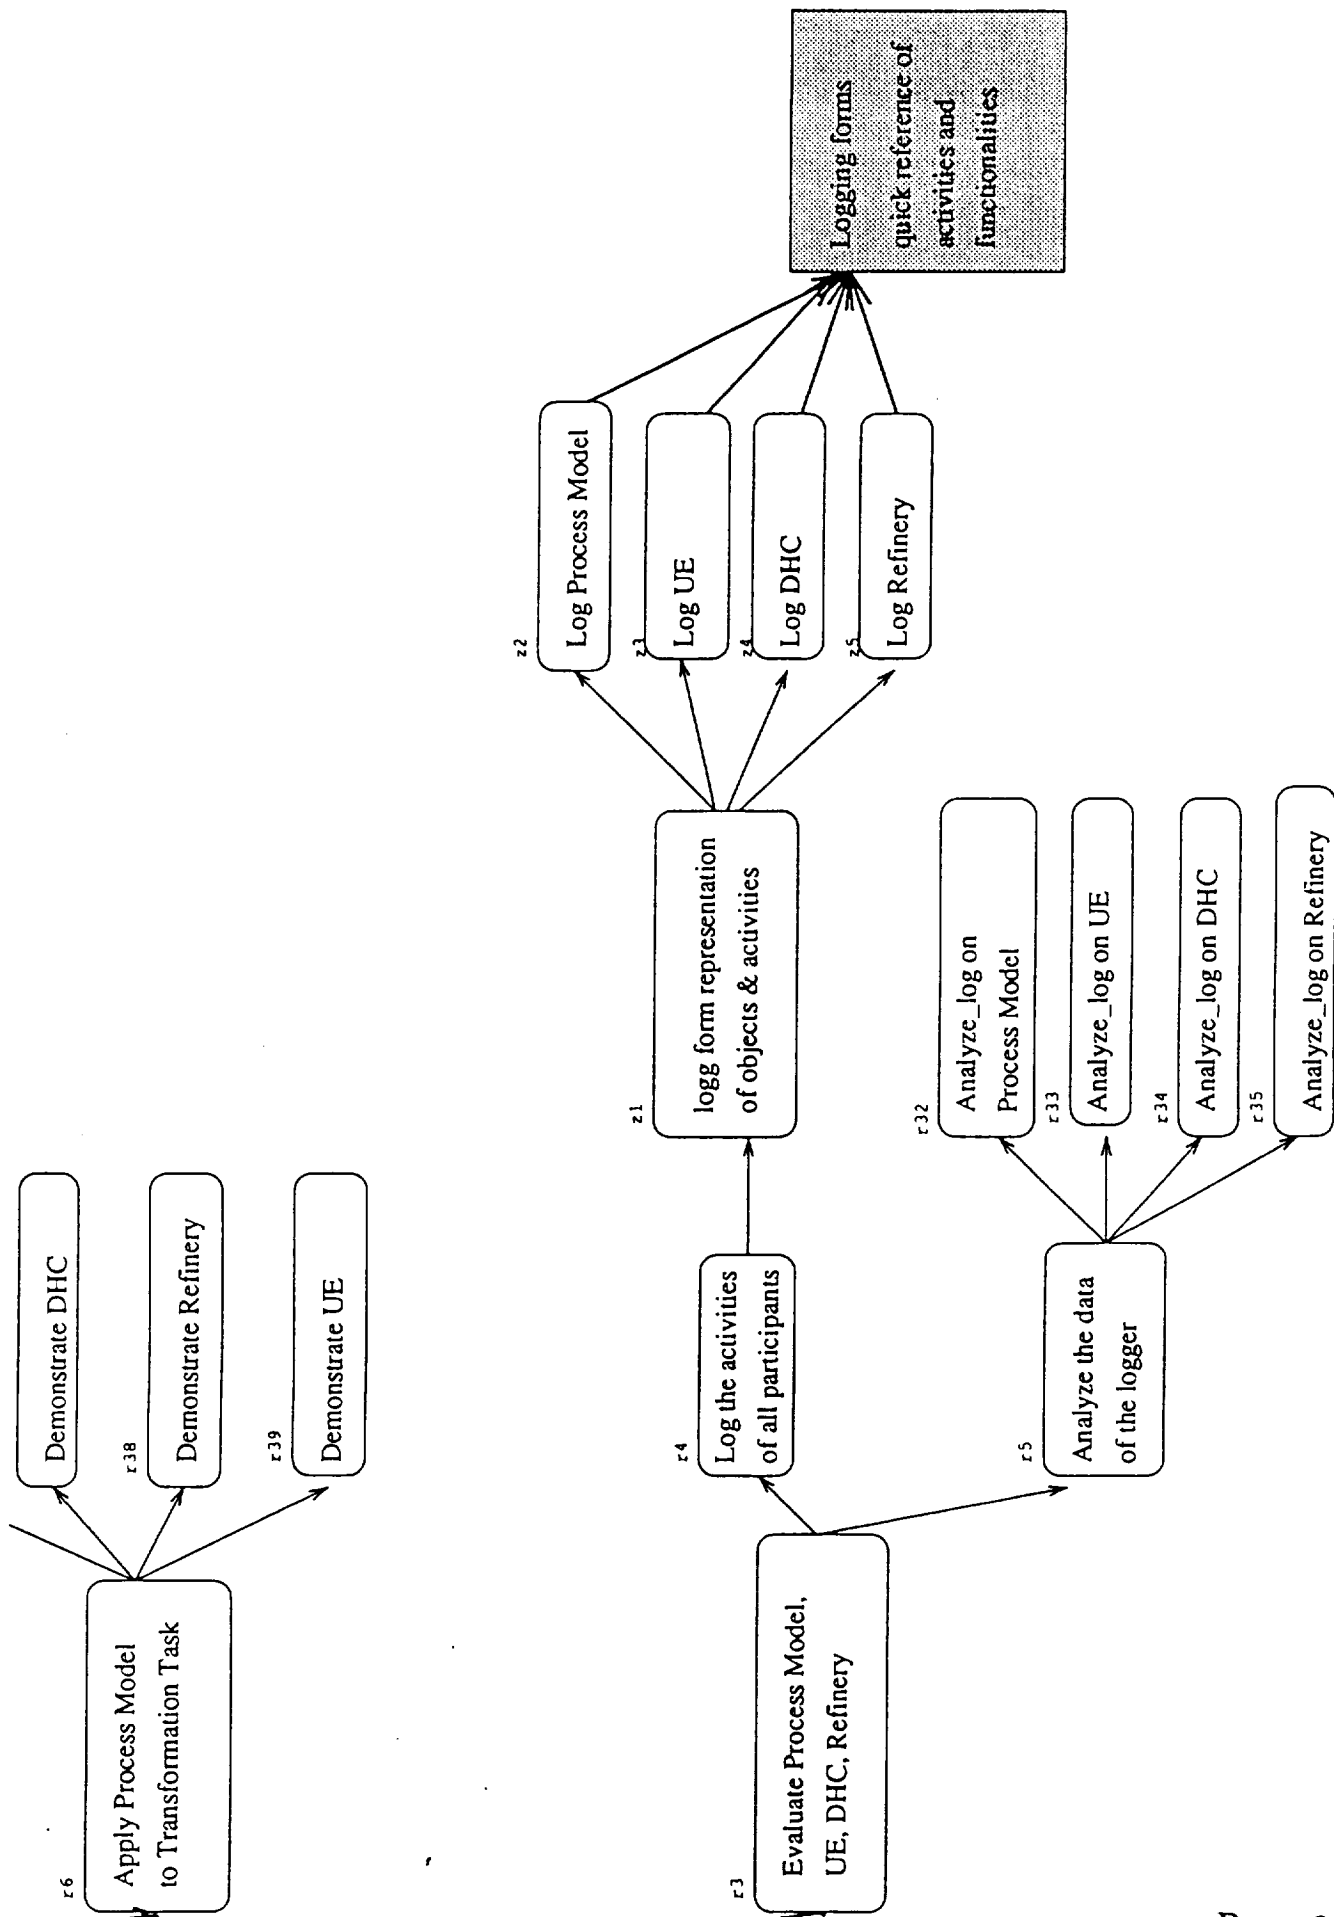 Demonstrate DHC
r38
Demonstrate Refinery
r39
Demonstrate UE
r6
Apply Process Model
to Transformation Task
z2
Log Process Model
z3
Log UE
z4
Log DHC
z5
Log Refinery
Logging forms
quick reference of
activities and
functionalities
z1
logg form representation
of objects & activities
r4
Log the activities
of all participants
r3
Evaluate Process Model,
UE, DHC, Refinery
r5
Analyze the data
of the logger
r32
Analyze_log on
Process Model
r33
Analyze_log on UE
r34
Analyze_log on DHC
r35
Analyze_log on Refinery